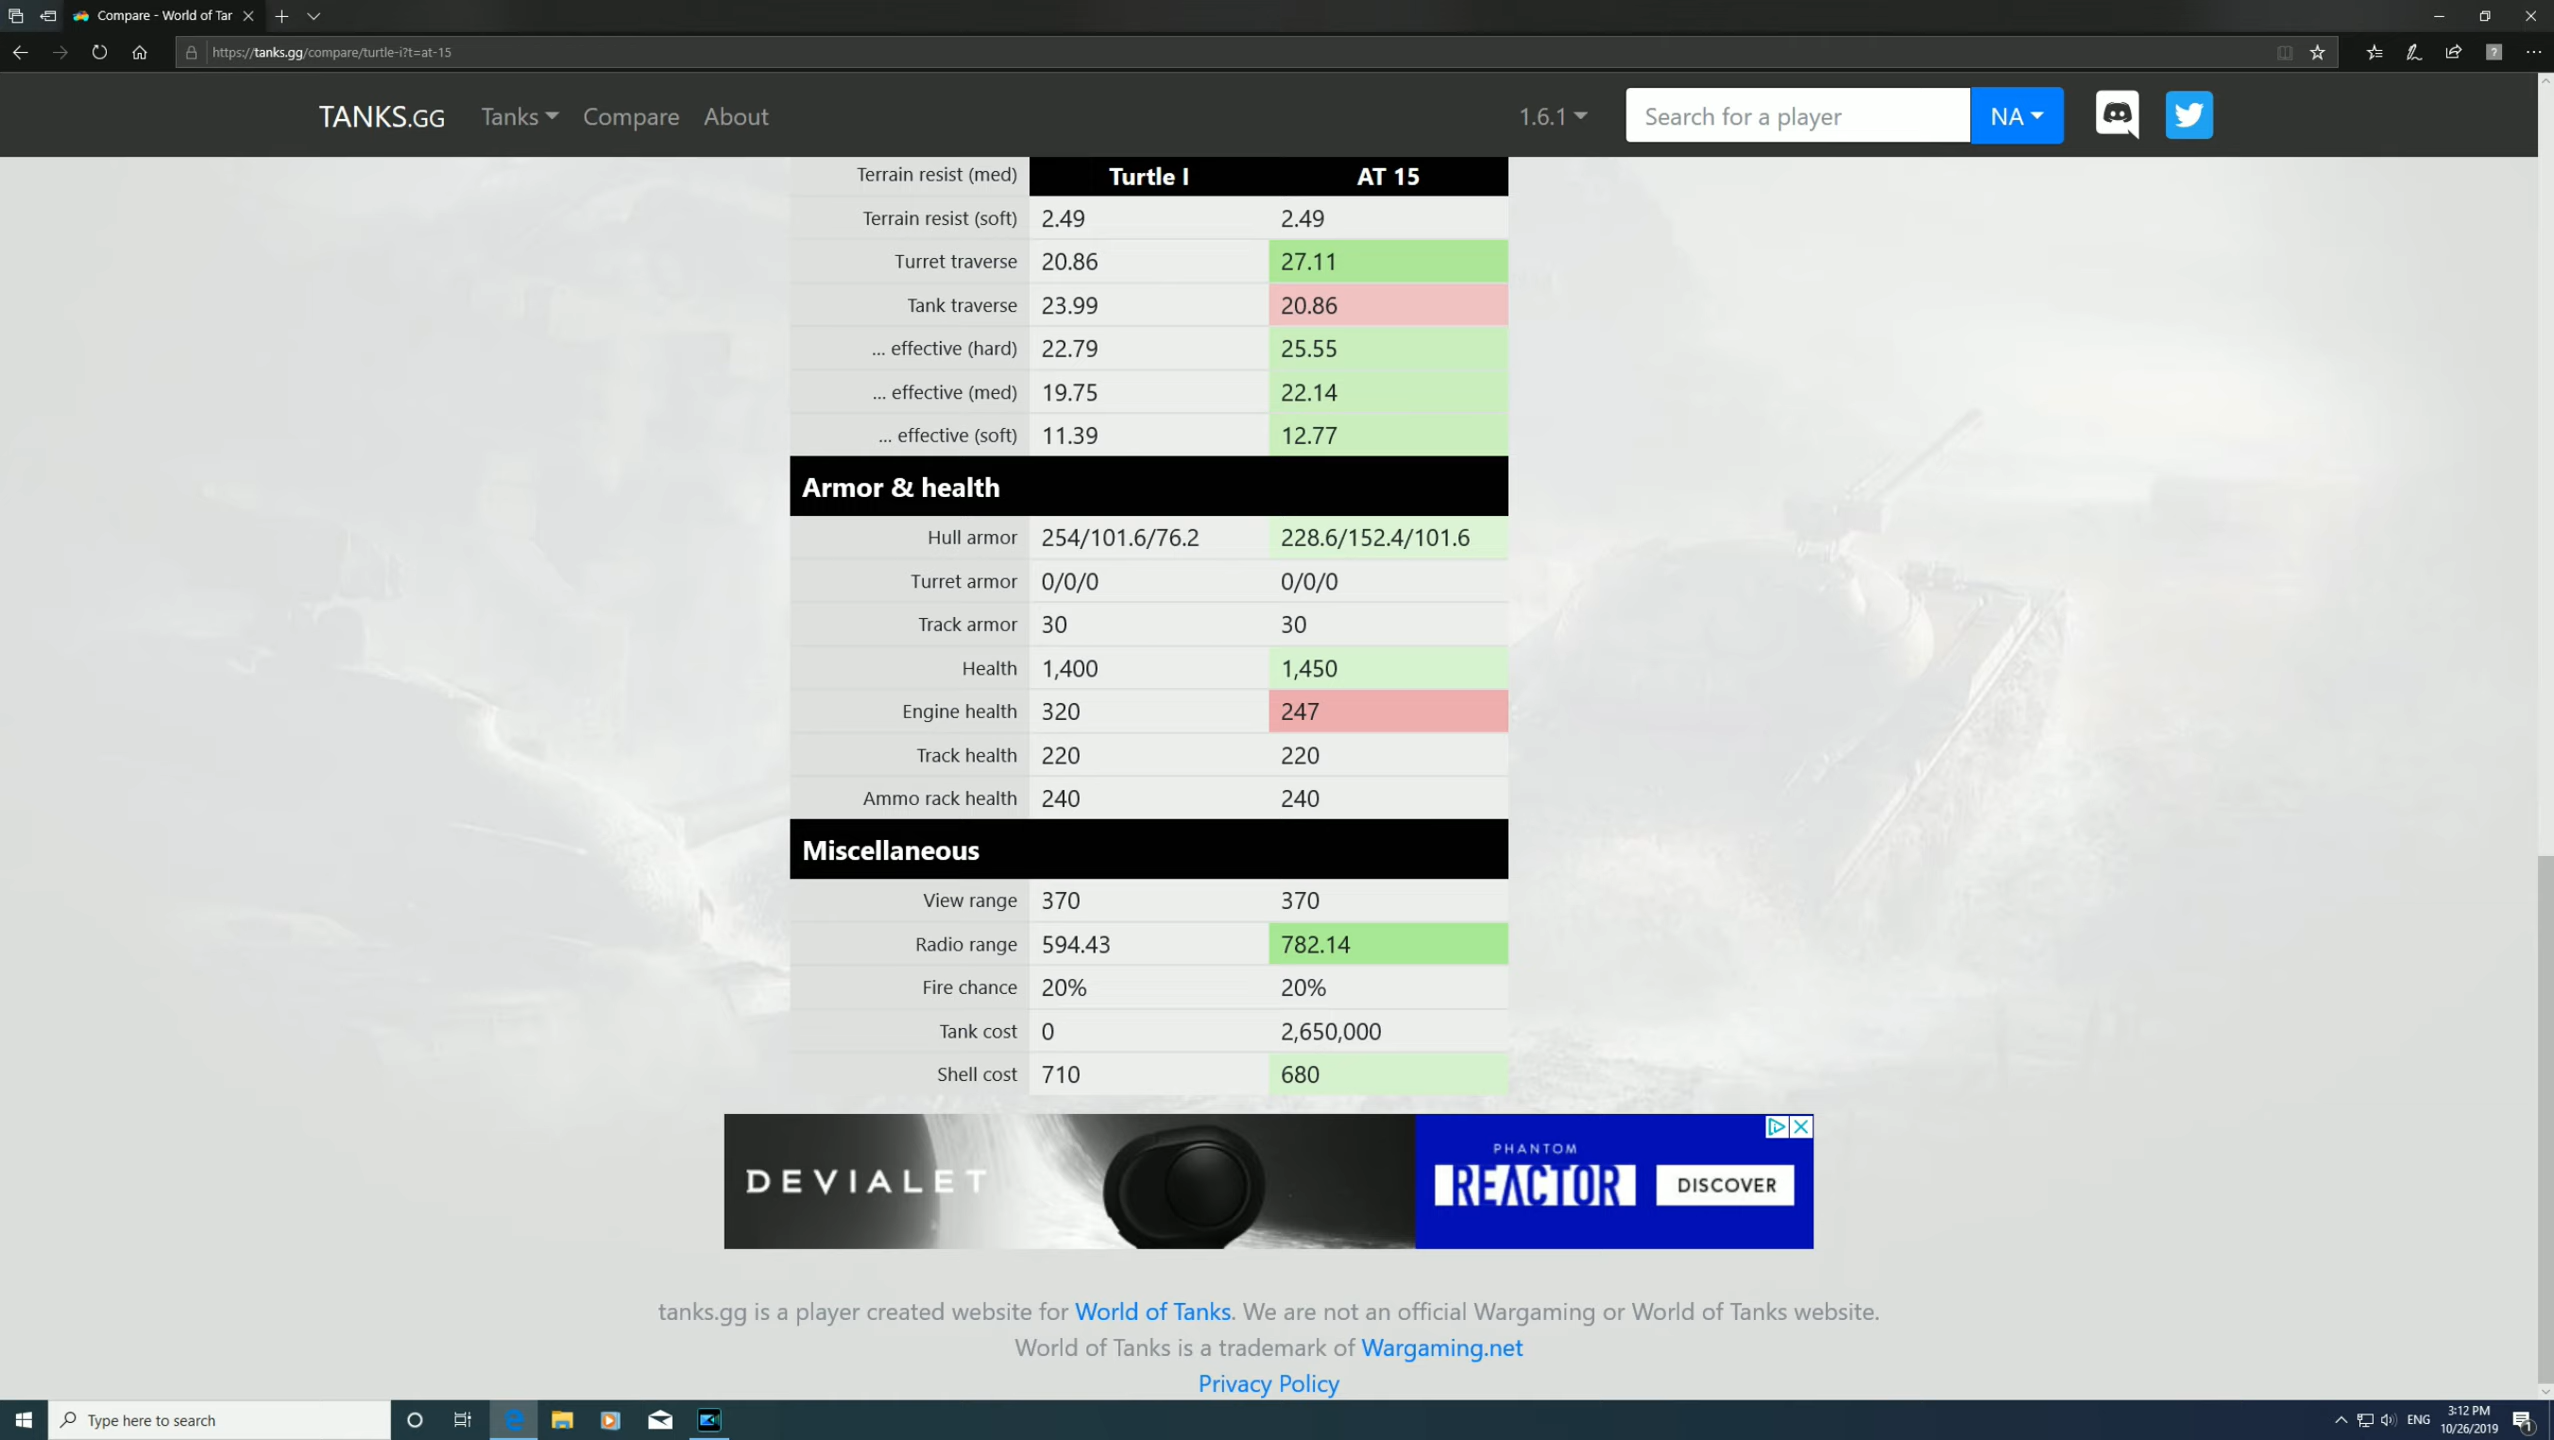 Compare - World of Tar
https://tanks.gg/compare/turtle-i?t=at-15
TANKS.GG Tanks Compare About 1.6.1 Search for a player NA
Terrain resist (med) Turtle I AT 15
Terrain resist (soft) 2.49 2.49
Turret traverse 20.86 27.11
Tank traverse 23.99 20.86
... effective (hard) 22.79 25.55
... effective (med) 19.75 22.14
... effective (soft) 11.39 12.77
Armor & health
Hull armor 254/101.6/76.2 228.6/152.4/101.6
Turret armor 0/0/0 0/0/0
Track armor 30 30
Health 1,400 1,450
Engine health 320 247
Track health 220 220
Ammo rack health 240 240
Miscellaneous
View range 370 370
Radio range 594.43 782.14
Fire chance 20% 20%
Tank cost 0 2,650,000
Shell cost 710 680
DEVIALET
PHANTOM
REACTOR
DISCOVER
tanks.gg is a player created website for World of Tanks. We are not an official Wargaming or World of Tanks website.
World of Tanks is a trademark of Wargaming.net
Privacy Policy
Type here to search
ENG
3:12 PM
10/26/2019
1